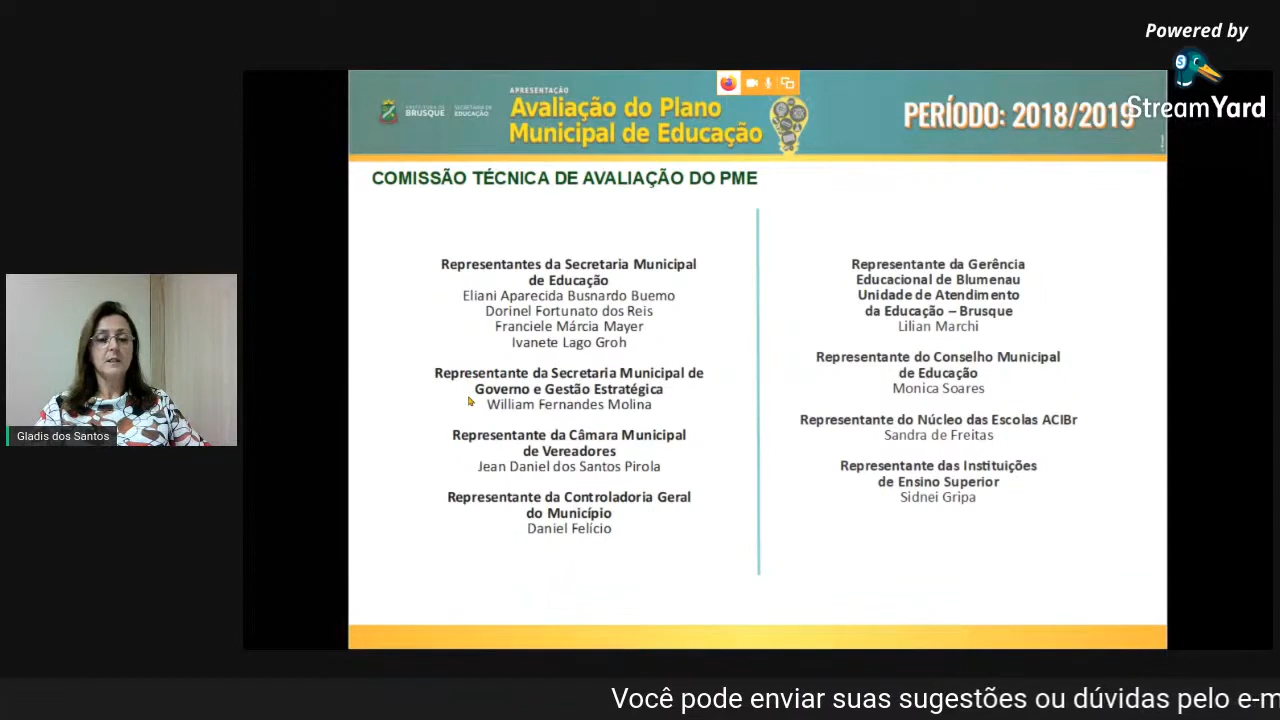 Powered by
StreamYard
PREFEITURA DE
BRUSQUE
SECRETARIA DE
EDUCAÇÃO
APRESENTAÇÃO
Avaliação do Plano
Municipal de Educação
PERÍODO: 2018/2019
COMISSÃO TÉCNICA DE AVALIAÇÃO DO PME
Representantes da Secretaria Municipal
de Educação
Eliani Aparecida Busnardo Buemo
Dorinel Fortunato dos Reis
Franciele Márcia Mayer
Ivanete Lago Groh
Representante da Secretaria Municipal de
Governo e Gestão Estratégica
William Fernandes Molina
Representante da Câmara Municipal
de Vereadores
Jean Daniel dos Santos Pirola
Representante da Controladoria Geral
do Município
Daniel Felício
Representante da Gerência
Educacional de Blumenau
Unidade de Atendimento
da Educação – Brusque
Lilian Marchi
Representante do Conselho Municipal
de Educação
Monica Soares
Representante do Núcleo das Escolas ACIBr
Sandra de Freitas
Representante das Instituições
de Ensino Superior
Sidnei Gripa
Gladis dos Santos
Você pode enviar suas sugestões ou dúvidas pelo e-m